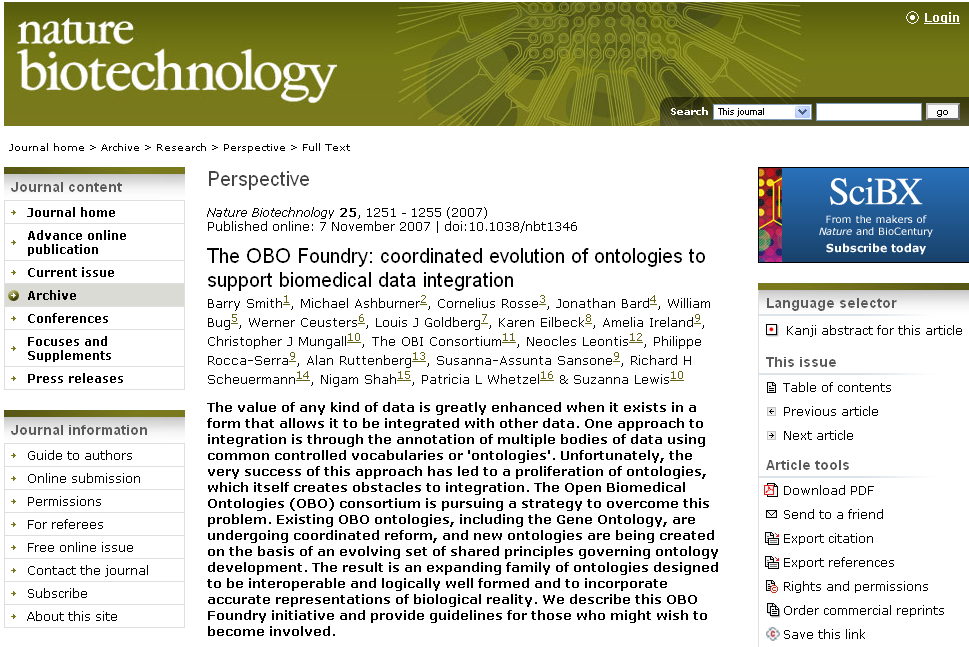 nature
biotechnology
Login
Search This journal go
Journal home > Archive > Research > Perspective > Full Text
Journal content
Journal home
Advance online
publication
Current issue
Archive
Conferences
Focuses and
Supplements
Press releases
Journal information
Guide to authors
Online submission
Permissions
For referees
Free online issue
Contact the journal
Subscribe
About this site
Perspective
Nature Biotechnology 25, 1251 - 1255 (2007)
Published online: 7 November 2007 | doi:10.1038/nbt1346
The OBO Foundry: coordinated evolution of ontologies to
support biomedical data integration
Barry Smith1, Michael Ashburner2, Cornelius Rosse3, Jonathan Bard4, William
Bug5, Werner Ceusters6, Louis J Goldberg7, Karen Eilbeck8, Amelia Ireland9,
Christopher J Mungall10, The OBI Consortium11, Neocles Leontis12, Philippe
Rocca-Serra9, Alan Ruttenberg13, Susanna-Assunta Sansone9, Richard H
Scheuermann14, Nigam Shah15, Patricia L Whetzel16 & Suzanna Lewis10
The value of any kind of data is greatly enhanced when it exists in a
form that allows it to be integrated with other data. One approach to
integration is through the annotation of multiple bodies of data using
common controlled vocabularies or 'ontologies'. Unfortunately, the
very success of this approach has led to a proliferation of ontologies,
which itself creates obstacles to integration. The Open Biomedical
Ontologies (OBO) consortium is pursuing a strategy to overcome this
problem. Existing OBO ontologies, including the Gene Ontology, are
undergoing coordinated reform, and new ontologies are being created
on the basis of an evolving set of shared principles governing ontology
development. The result is an expanding family of ontologies designed
to be interoperable and logically well formed and to incorporate
accurate representations of biological reality. We describe this OBO
Foundry initiative and provide guidelines for those who might wish to
become involved.
SciBX
From the makers of
Nature and BioCentury
Subscribe today
Language selector
Kanji abstract for this article
This issue
Table of contents
Previous article
Next article
Article tools
Download PDF
Send to a friend
Export citation
Export references
Rights and permissions
Order commercial reprints
Save this link